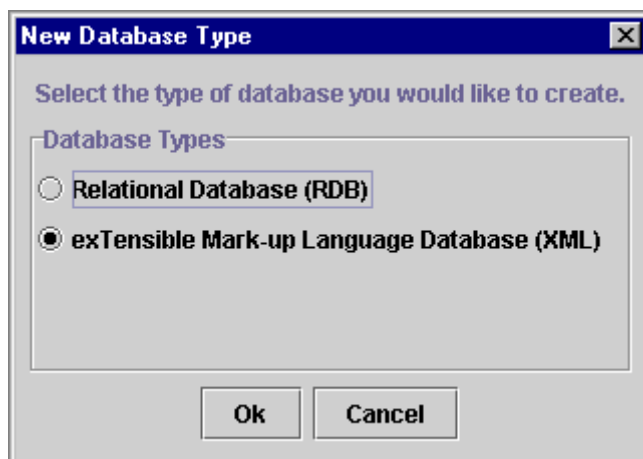 New Database Type
Select the type of database you would like to create.
Database Types
Relational Database (RDB)
exTensible Mark-up Language Database (XML)
Ok
Cancel